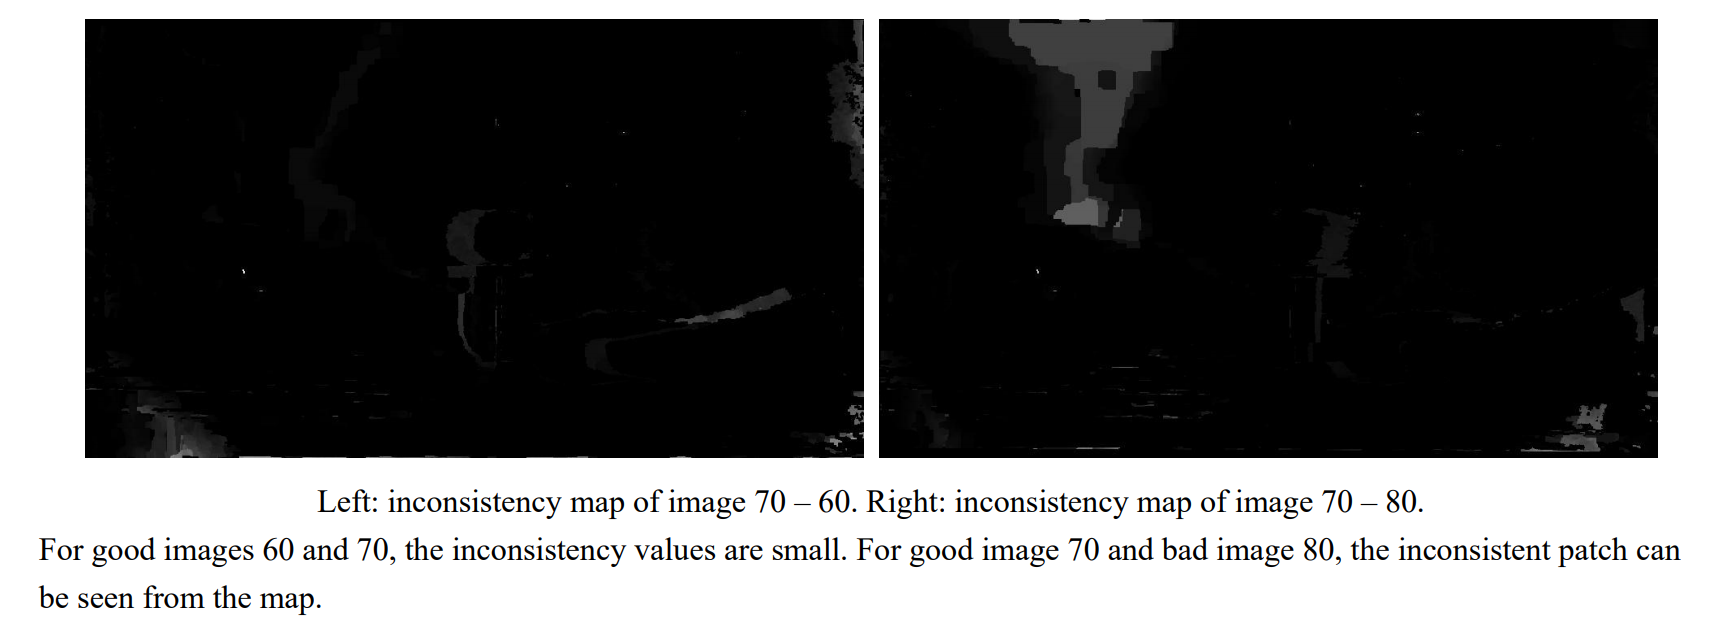 Left: inconsistency map of image 70 – 60. Right: inconsistency map of image 70 – 80.
For good images 60 and 70, the inconsistency values are small. For good image 70 and bad image 80, the inconsistent patch can
be seen from the map.